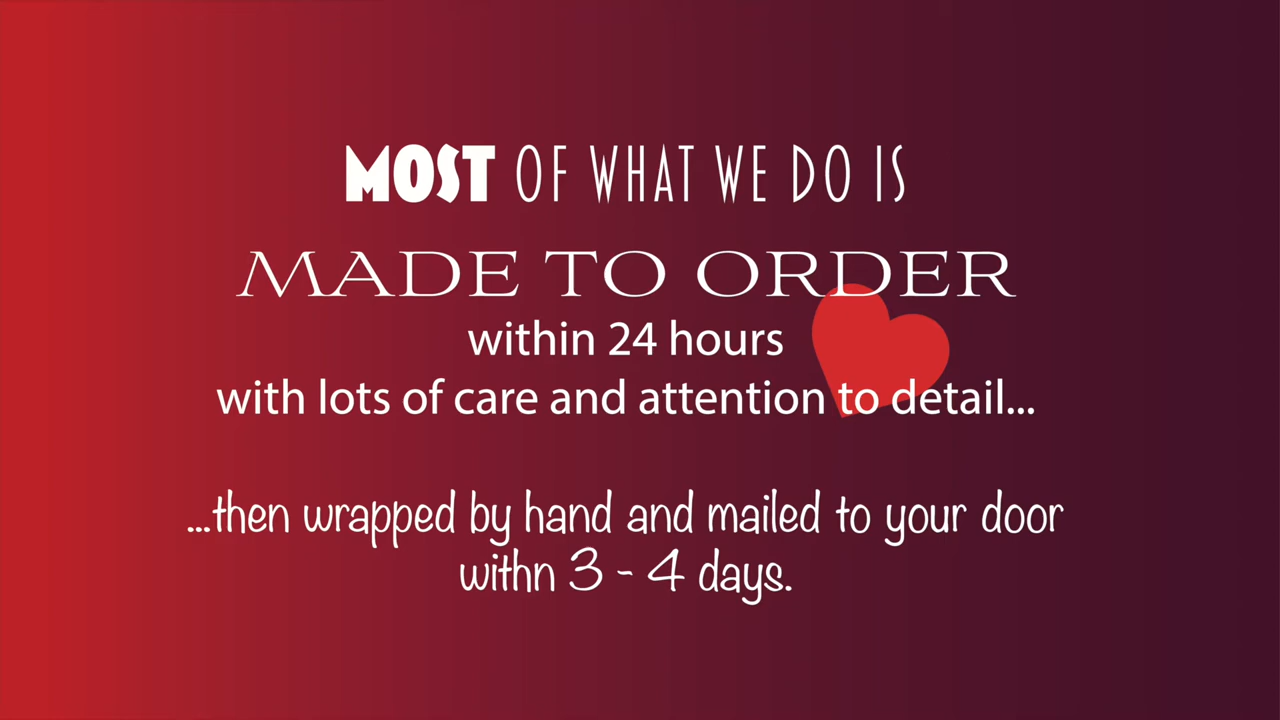 MOST OF WHAT WE DO IS
MADE TO ORDER
within 24 hours
with lots of care and attention to detail...
...then wrapped by hand and mailed to your door
withn 3 - 4 days.